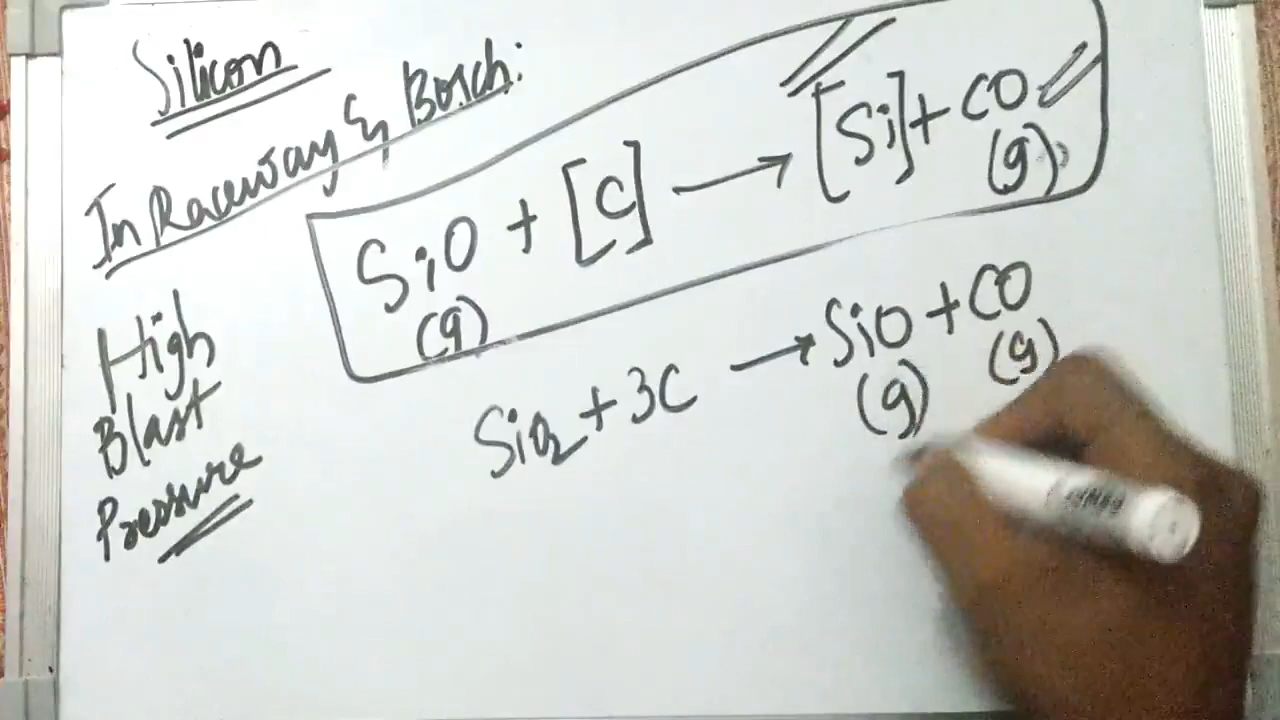 Silicon
In Raceway & Bosch:
SiO + [C] → [Si] + CO
(g) (g)
SiO2 + 3C → SiO + CO
(g) (g)
High
Blast
Pressure